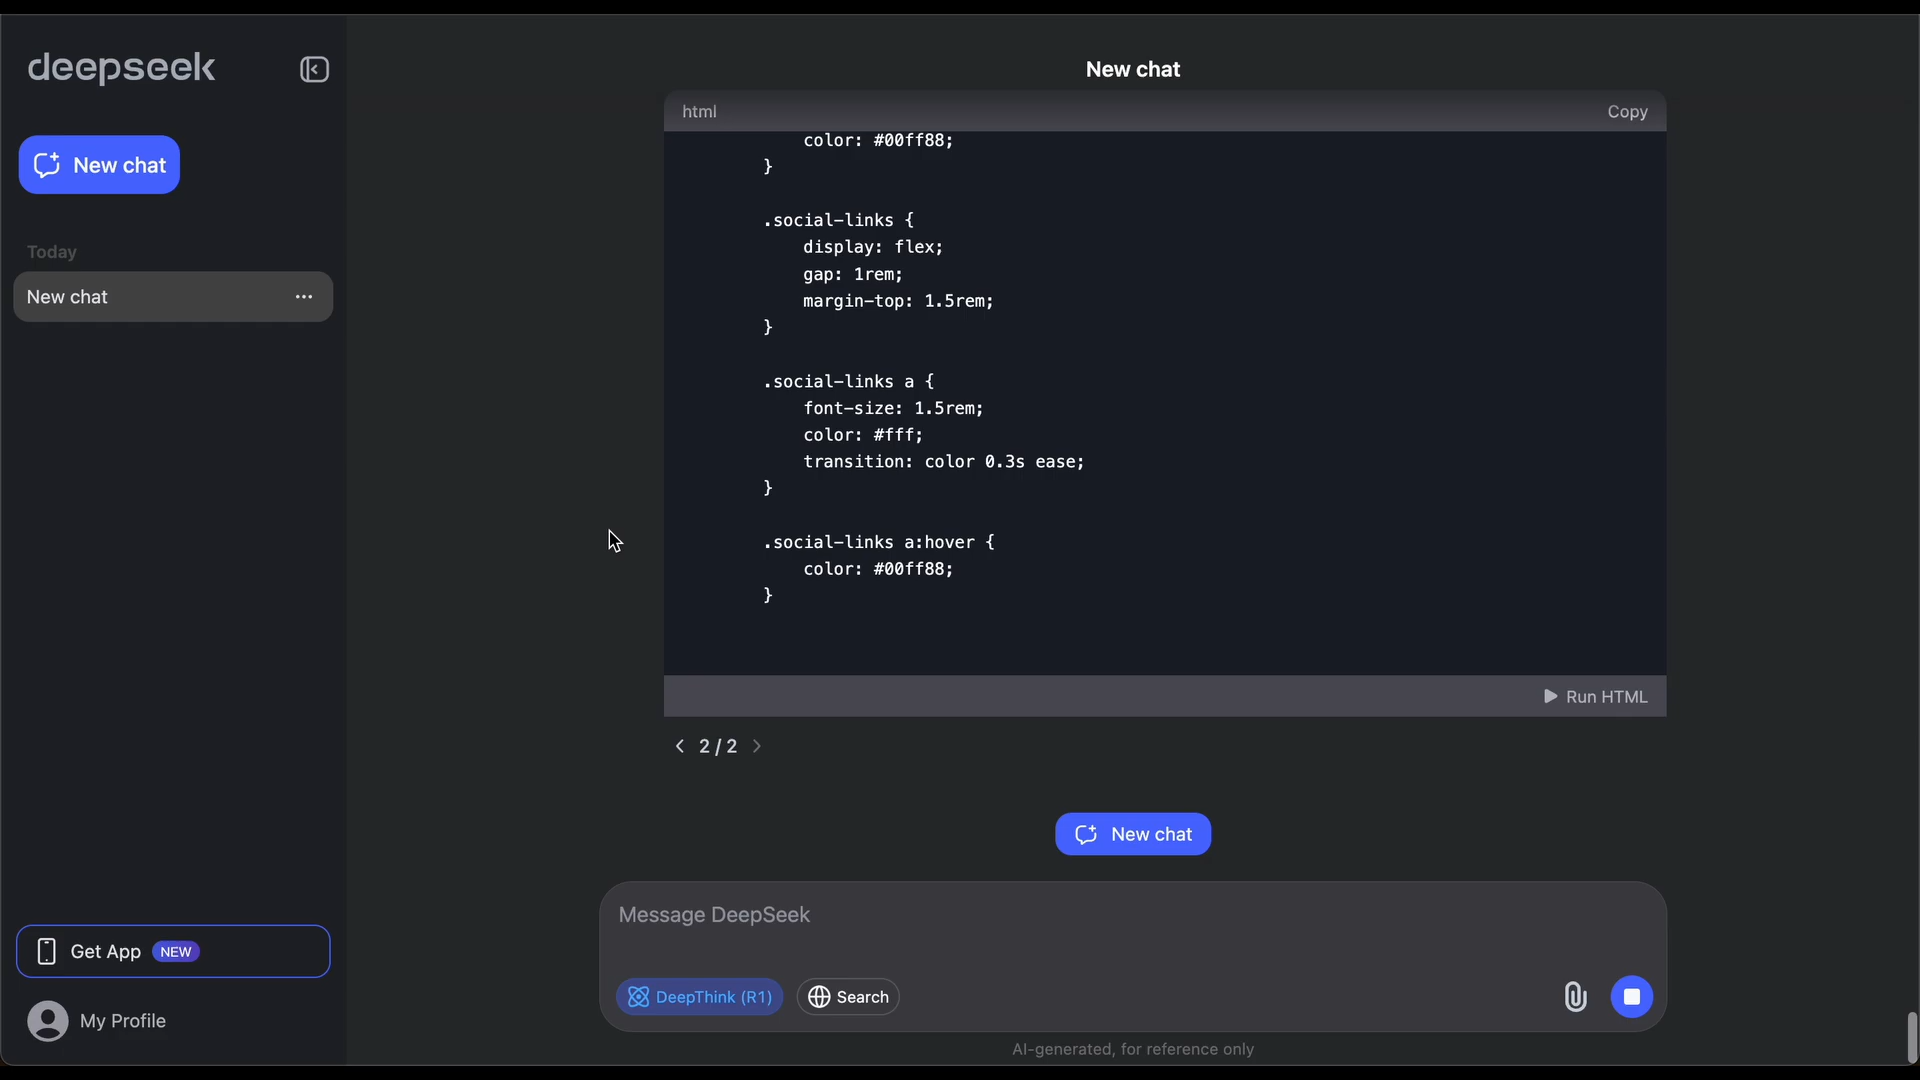 deepseek
New chat
Today
New chat
Get App NEW
My Profile
New chat
html Copy
color: #00ff88;
}
.social-links {
display: flex;
gap: 1rem;
margin-top: 1.5rem;
}
.social-links a {
font-size: 1.5rem;
color: #fff;
transition: color 0.3s ease;
}
.social-links a:hover {
color: #00ff88;
}
Run HTML
2 / 2
New chat
Message DeepSeek
DeepThink (R1) Search
AI-generated, for reference only